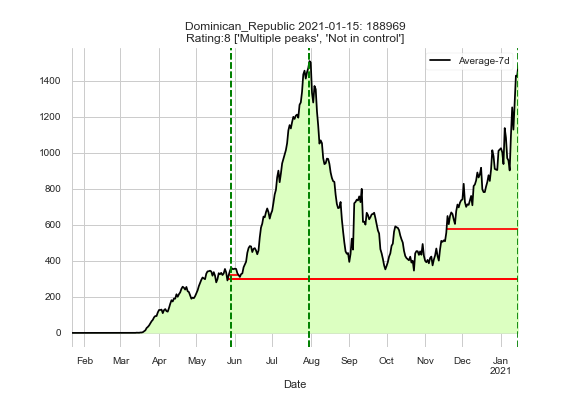 Dominican_Republic 2021-01-15: 188969
Rating:8 ['Multiple peaks', 'Not in control']
Average-7d
1400
1200
1000
800
600
400
200
0
Feb Mar Apr May Jun Jul Aug Sep Oct Nov Dec Jan
2021
Date